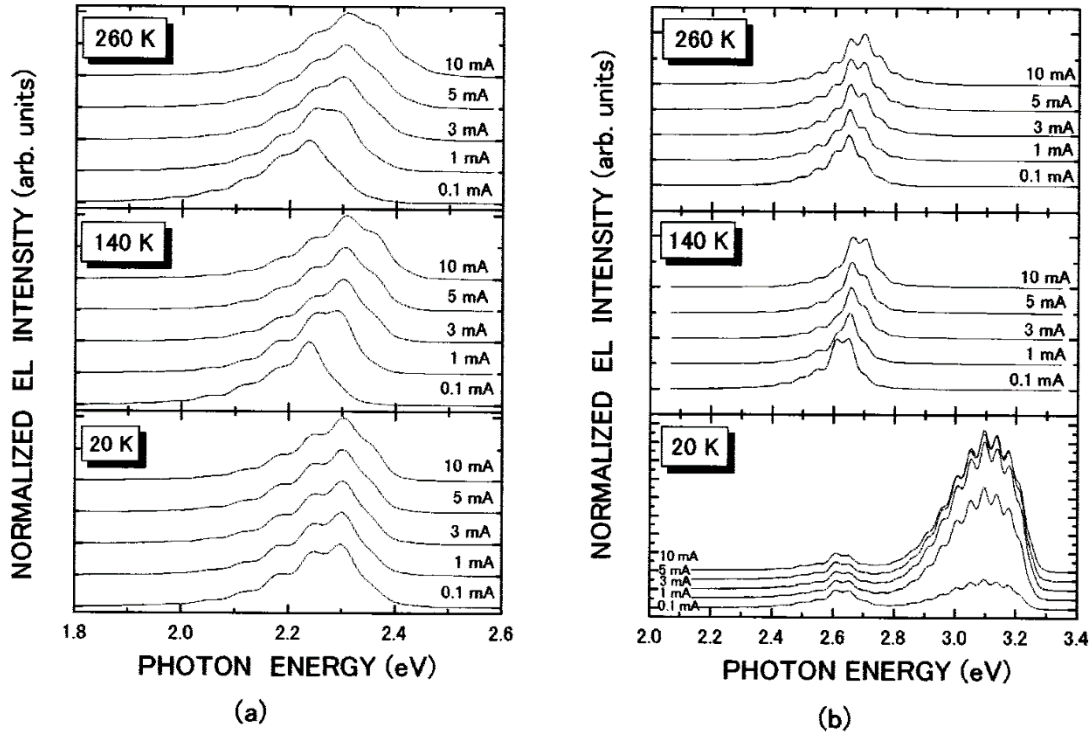 NORMALIZED EL INTENSITY (arb. units)
260 K
10 mA
5 mA
3 mA
1 mA
0.1 mA
140 K
10 mA
5 mA
3 mA
1 mA
0.1 mA
20 K
10 mA
5 mA
3 mA
1 mA
0.1 mA
1.8 2.0 2.2 2.4 2.6
PHOTON ENERGY (eV)
(a)
NORMALIZED EL INTENSITY (arb. units)
260 K
10 mA
5 mA
3 mA
1 mA
0.1 mA
140 K
10 mA
5 mA
3 mA
1 mA
0.1 mA
20 K
10 mA
5 mA
3 mA
1 mA
0.1 mA
2.0 2.2 2.4 2.6 2.8 3.0 3.2 3.4
PHOTON ENERGY (eV)
(b)